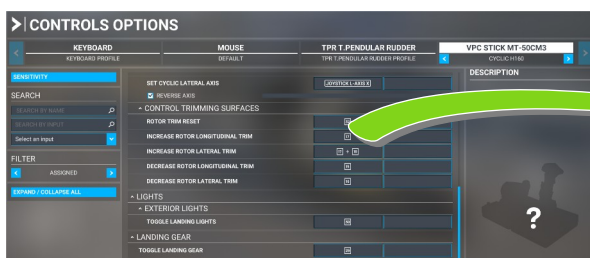 CONTROLS OPTIONS
KEYBOARD
KEYBOARD PROFILE
MOUSE
DEFAULT
TPR T.PENDULAR RUDDER
TPR T.PENDULAR RUDDER PROFILE
VPC STICK MT-50CM3
CYCLIC H160
SENSITIVITY
SEARCH
SEARCH BY NAME
SEARCH BY INPUT
Select an input
FILTER
ASSIGNED
EXPAND / COLLAPSE ALL
SET CYCLIC LATERAL AXIS
JOYSTICK L-AXIS X
REVERSE AXIS
- CONTROL TRIMMING SURFACES
ROTOR TRIM RESET
INCREASE ROTOR LONGITUDINAL TRIM
INCREASE ROTOR LATERAL TRIM
DECREASE ROTOR LONGITUDINAL TRIM
DECREASE ROTOR LATERAL TRIM
- LIGHTS
- EXTERIOR LIGHTS
TOGGLE LANDING LIGHTS
- LANDING GEAR
TOGGLE LANDING GEAR
DESCRIPTION
?